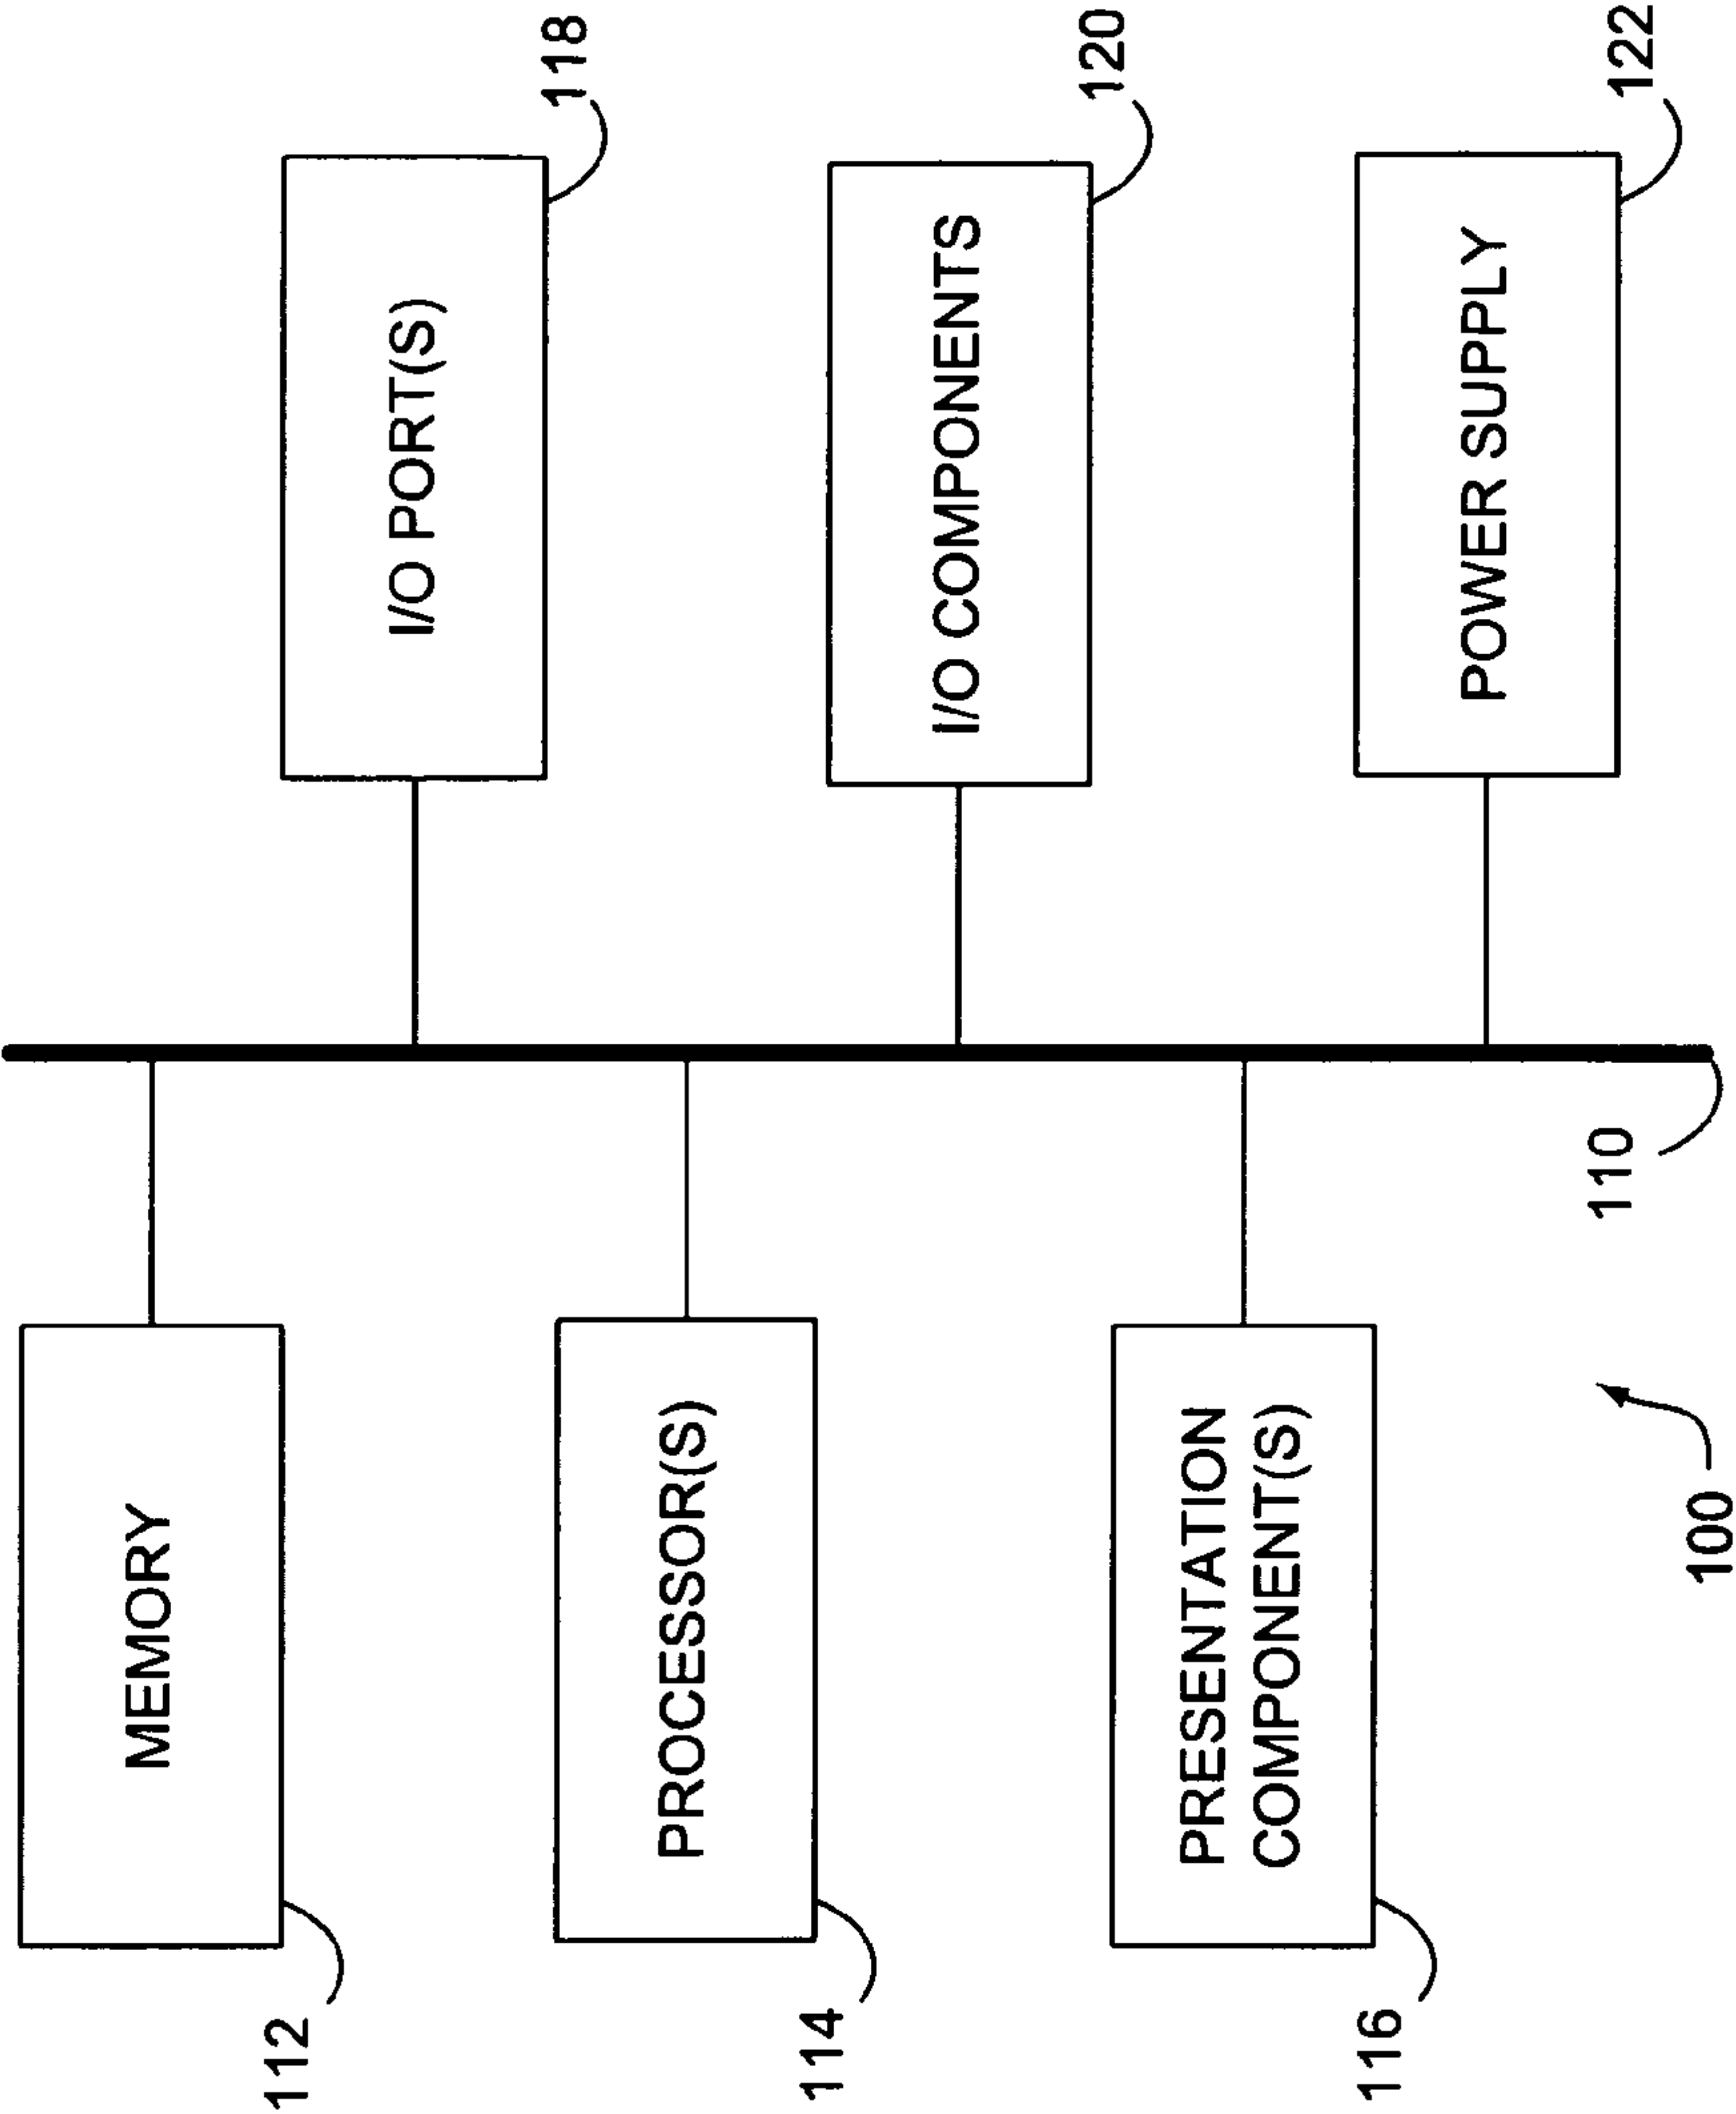 MEMORY
112
PROCESSOR(S)
114
PRESENTATION
COMPONENT(S)
116
I/O PORT(S)
118
I/O COMPONENTS
120
POWER SUPPLY
122
110
100